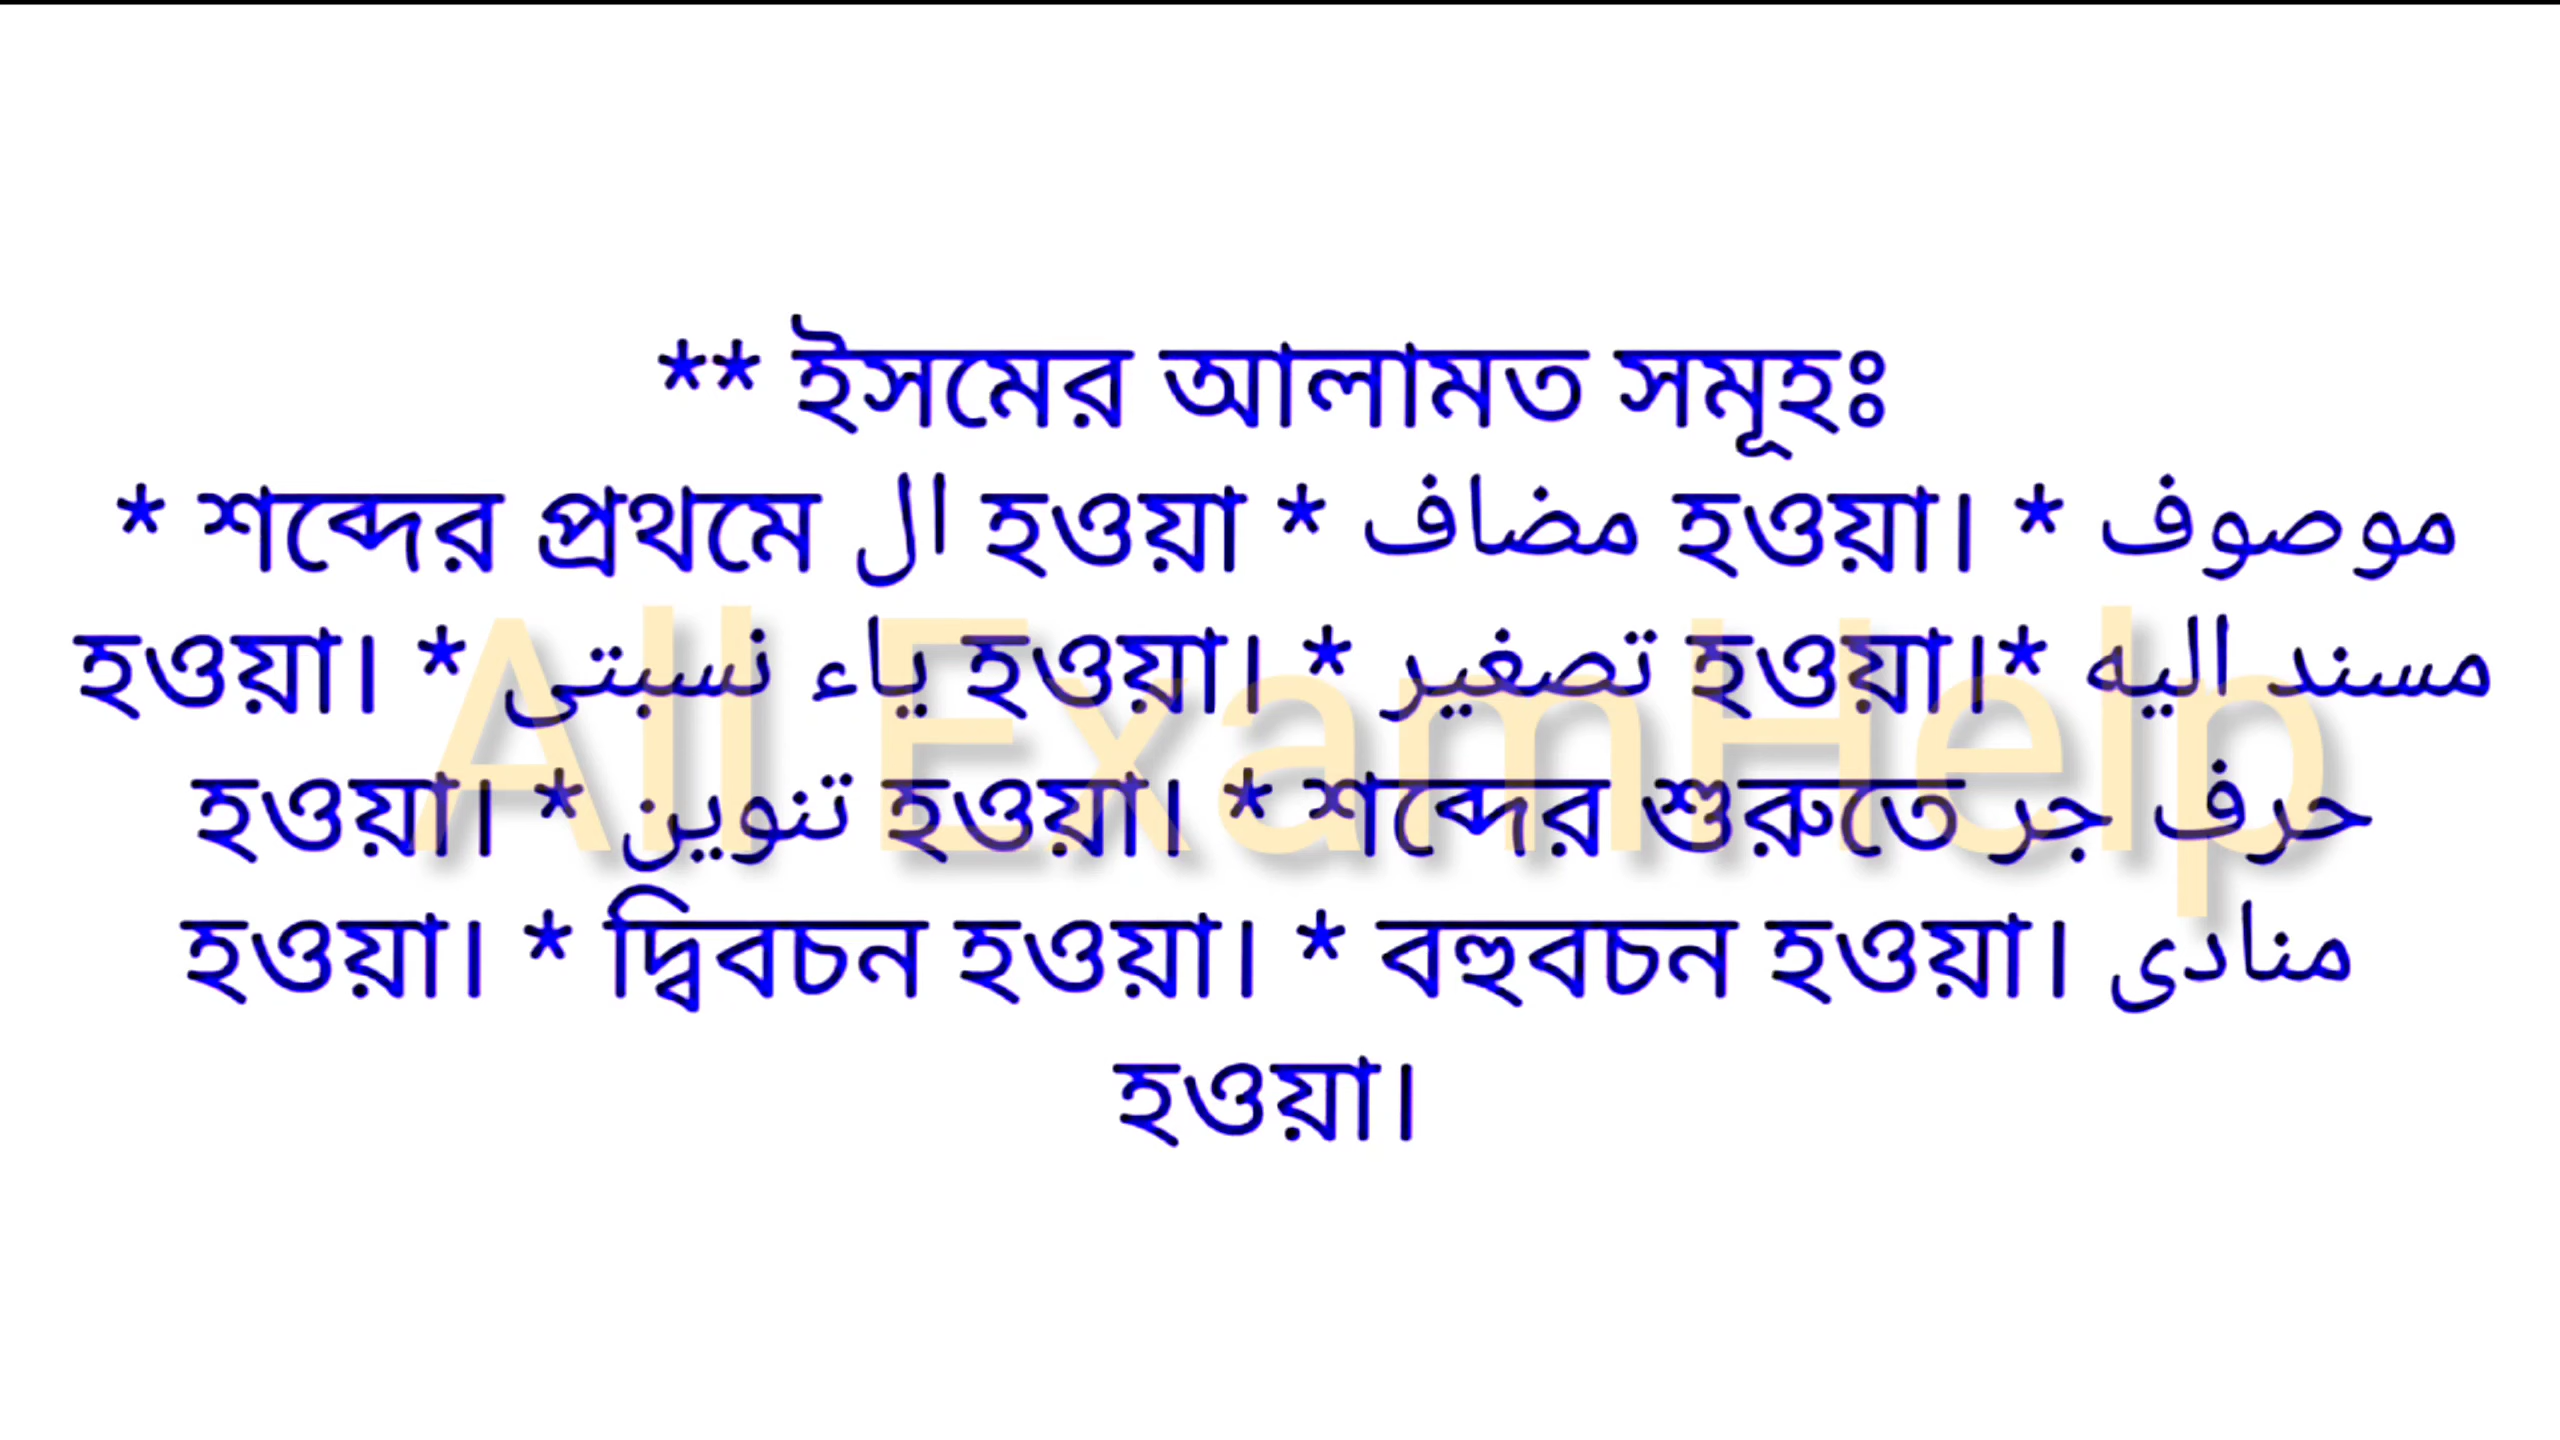 ** ইসমের আলামত সমূহঃ
* শব্দের প্রথমে ال হওয়া * مضاف হওয়া। * موصوف
হওয়া। * یاء نسبتی হওয়া। * تصغیر হওয়া।* مسند الیه
হওয়া। * تنوین হওয়া। * শব্দের শুরুতে حرف جر
হওয়া। * দ্বিবচন হওয়া। * বহুবচন হওয়া। منادی
হওয়া।
All ExamHelp